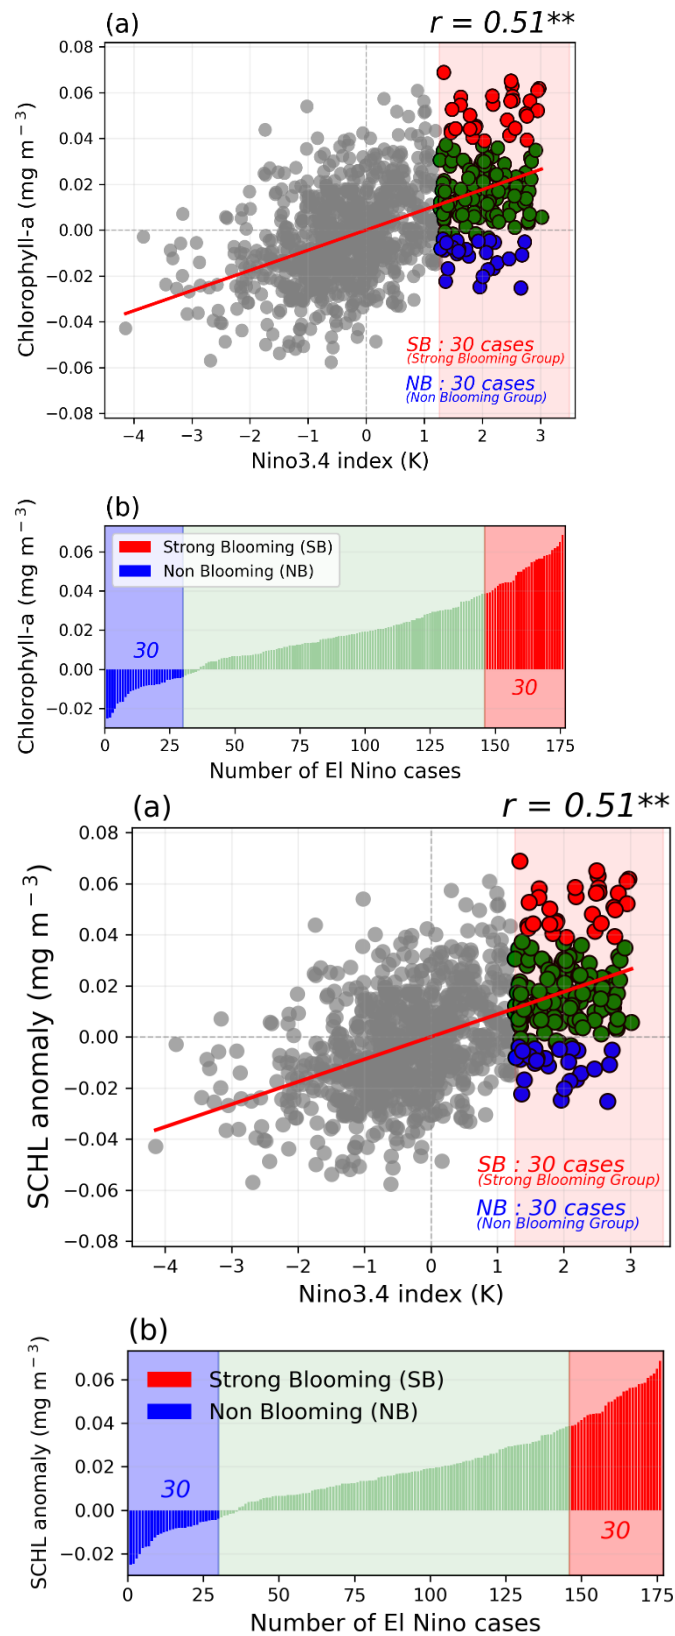 (a)
r = 0.51**
Chlorophyll-a (mg m⁻³)
0.08
0.06
0.04
0.02
0.00
−0.02
−0.04
−0.06
−0.08
SB : 30 cases
(Strong Blooming Group)
NB : 30 cases
(Non Blooming Group)
−4 −3 −2 −1 0 1 2 3
Nino3.4 index (K)
(b)
Chlorophyll-a (mg m⁻³)
0.06
0.04
0.02
0.00
−0.02
Strong Blooming (SB)
Non Blooming (NB)
30
30
0 25 50 75 100 125 150 175
Number of El Nino cases
(a)
r = 0.51**
SCHL anomaly (mg m⁻³)
0.08
0.06
0.04
0.02
0.00
−0.02
−0.04
−0.06
−0.08
SB : 30 cases
(Strong Blooming Group)
NB : 30 cases
(Non Blooming Group)
−4 −3 −2 −1 0 1 2 3
Nino3.4 index (K)
(b)
SCHL anomaly (mg m⁻³)
0.06
0.04
0.02
0.00
−0.02
Strong Blooming (SB)
Non Blooming (NB)
30
30
0 25 50 75 100 125 150 175
Number of El Nino cases